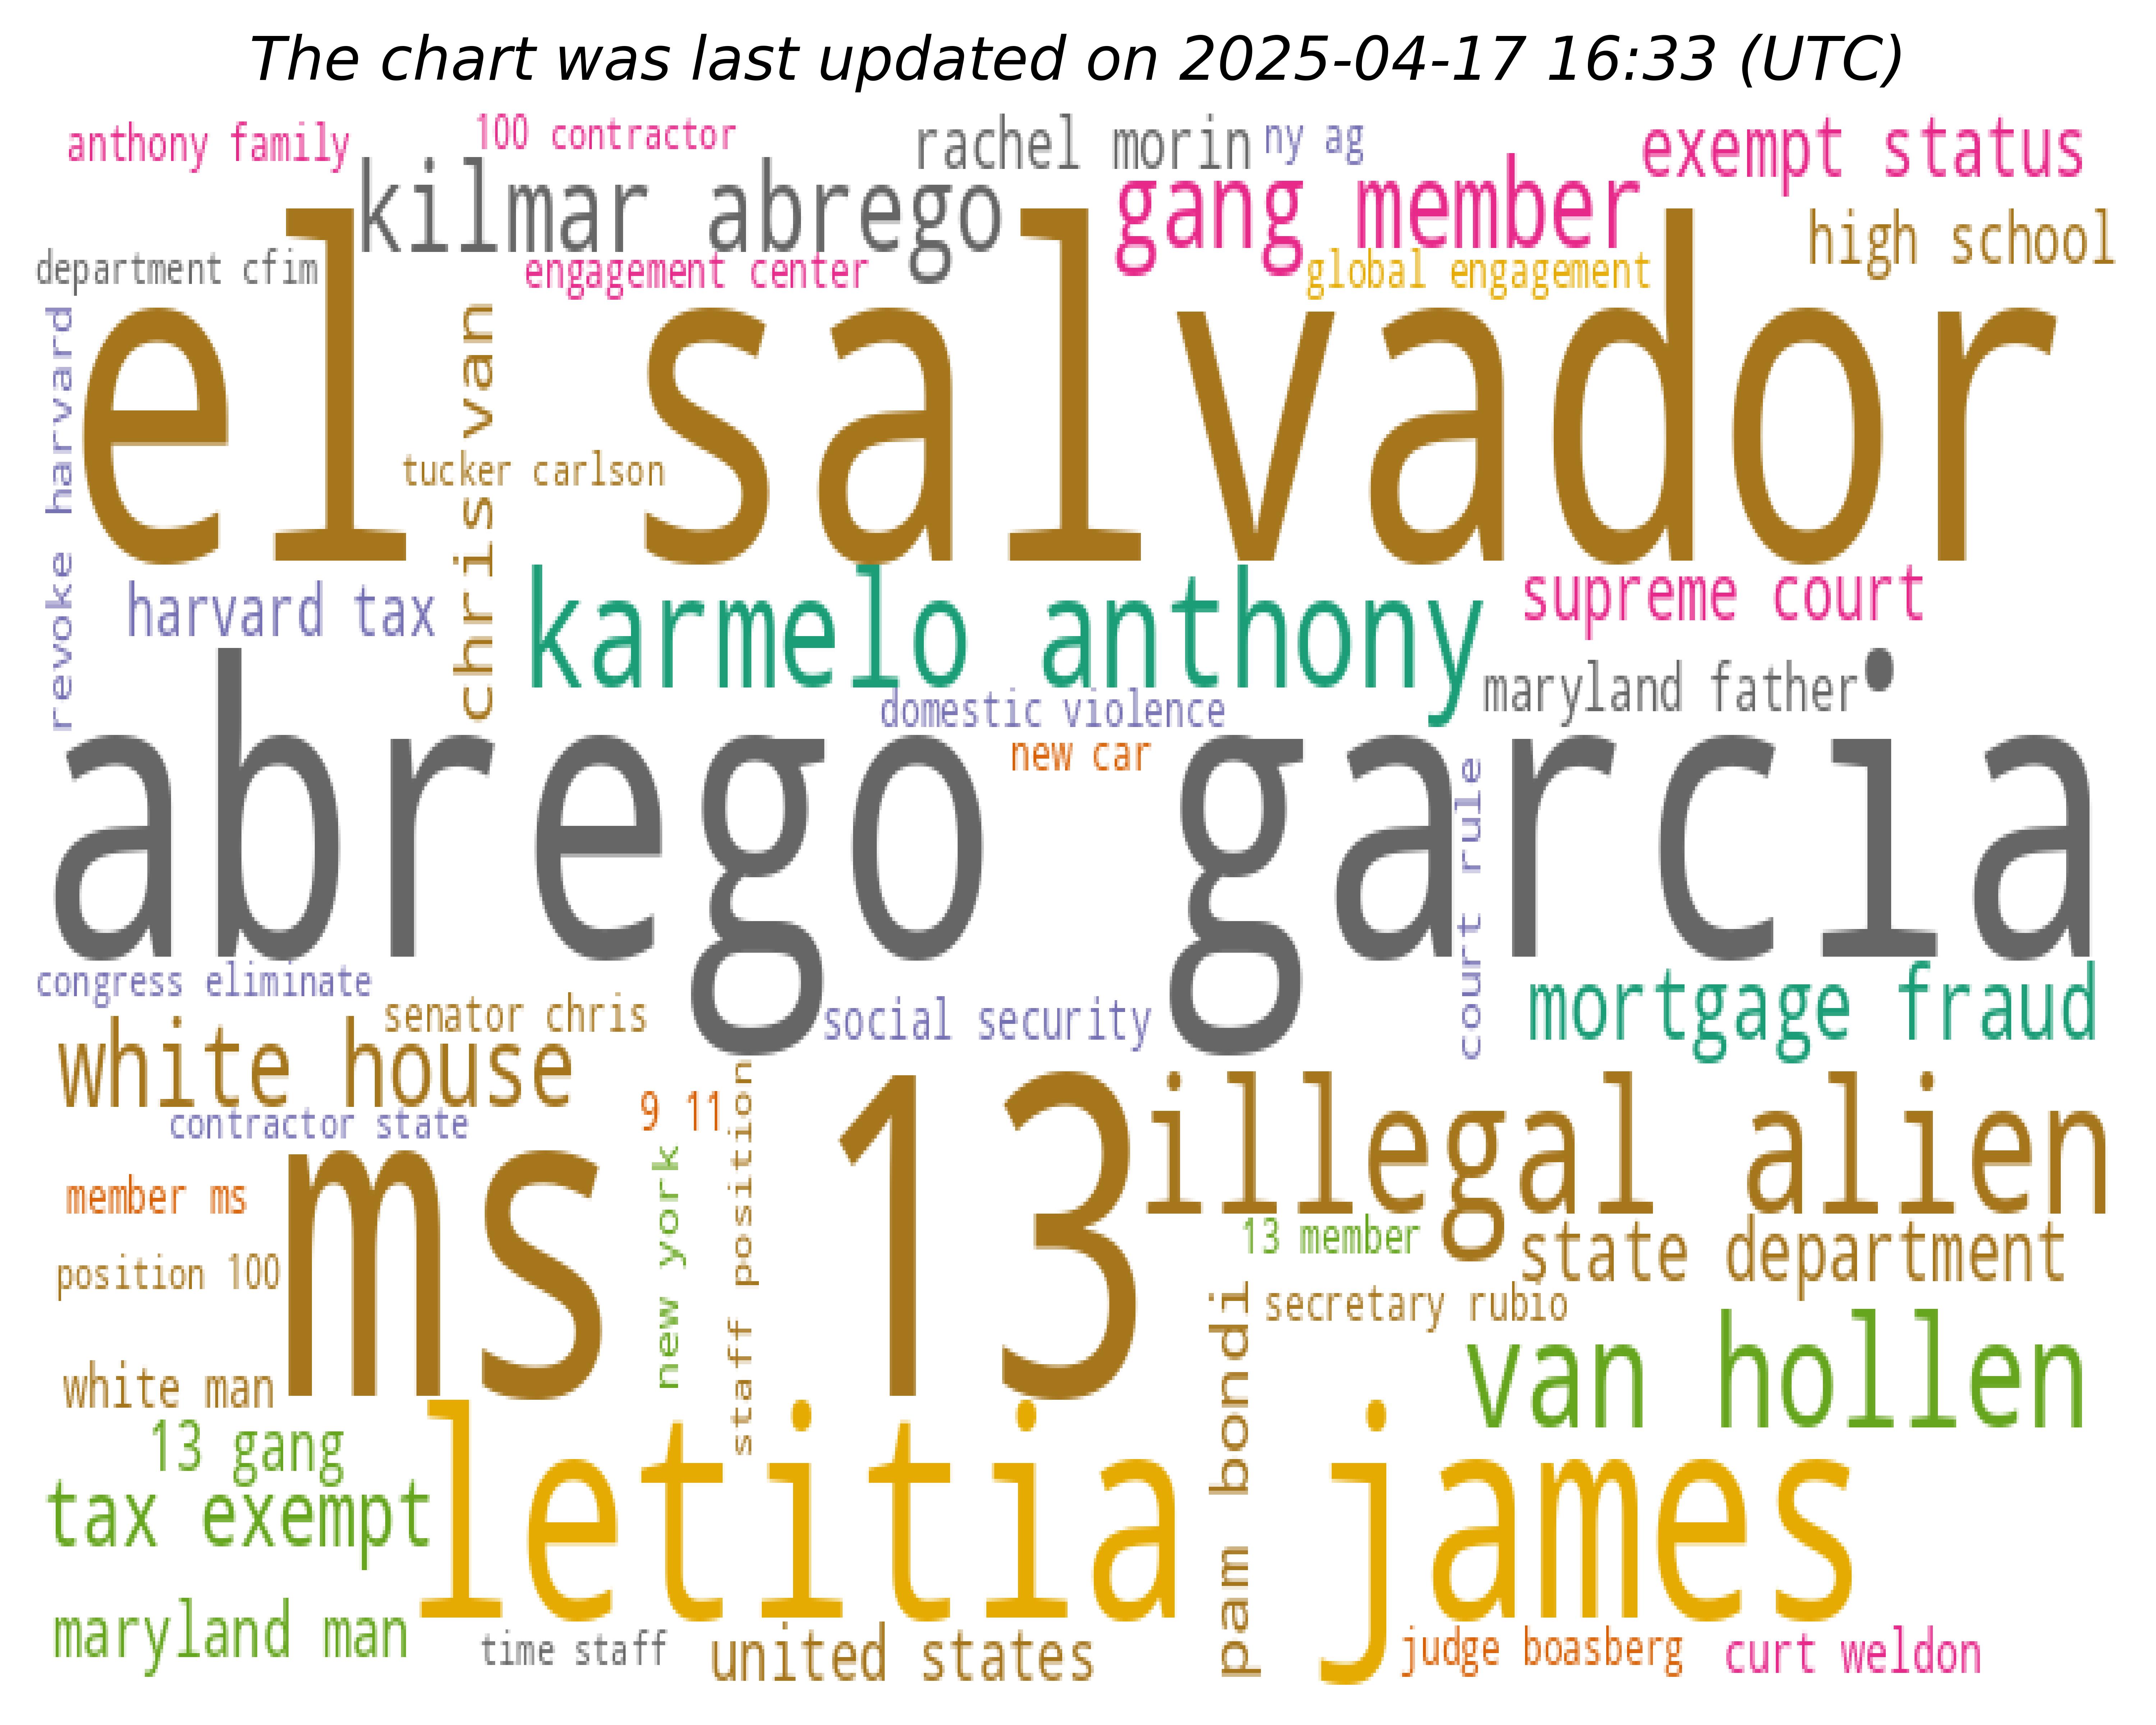 The chart was last updated on 2025-04-17 16:33 (UTC)
anthony family
100 contractor
rachel morin
ny ag
exempt status
kilmar abrego
gang member
high school
department cfim
engagement center
global engagement
el salvador
revoke harvard
chris van
tucker carlson
harvard tax
karmelo anthony
supreme court
maryland father
domestic violence
new car
abrego garcia
court rule
congress eliminate
senator chris
social security
mortgage fraud
white house
contractor state
9 11
staff position
illegal alien
ms 13
member ms
new york
13 member
state department
position 100
pam bondi
secretary rubio
van hollen
white man
13 gang
letitia james
tax exempt
maryland man
time staff
united states
judge boasberg
curt weldon